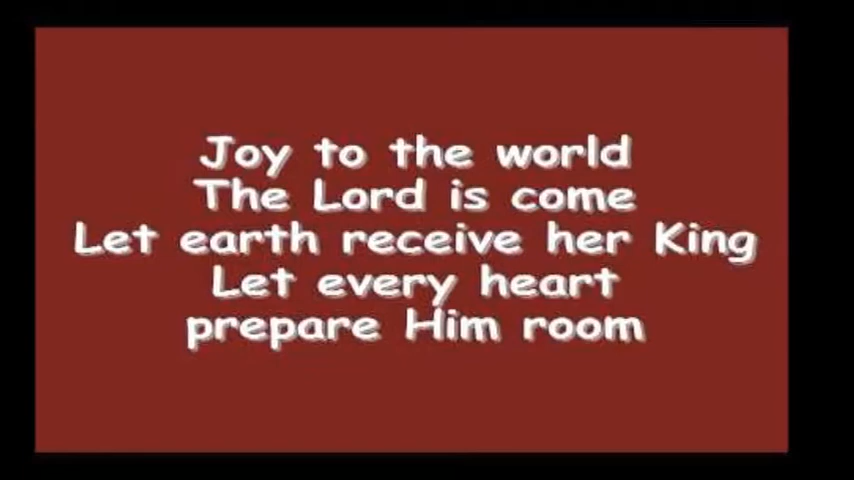 Joy to the world
The Lord is come
Let earth receive her King
Let every heart
prepare Him room